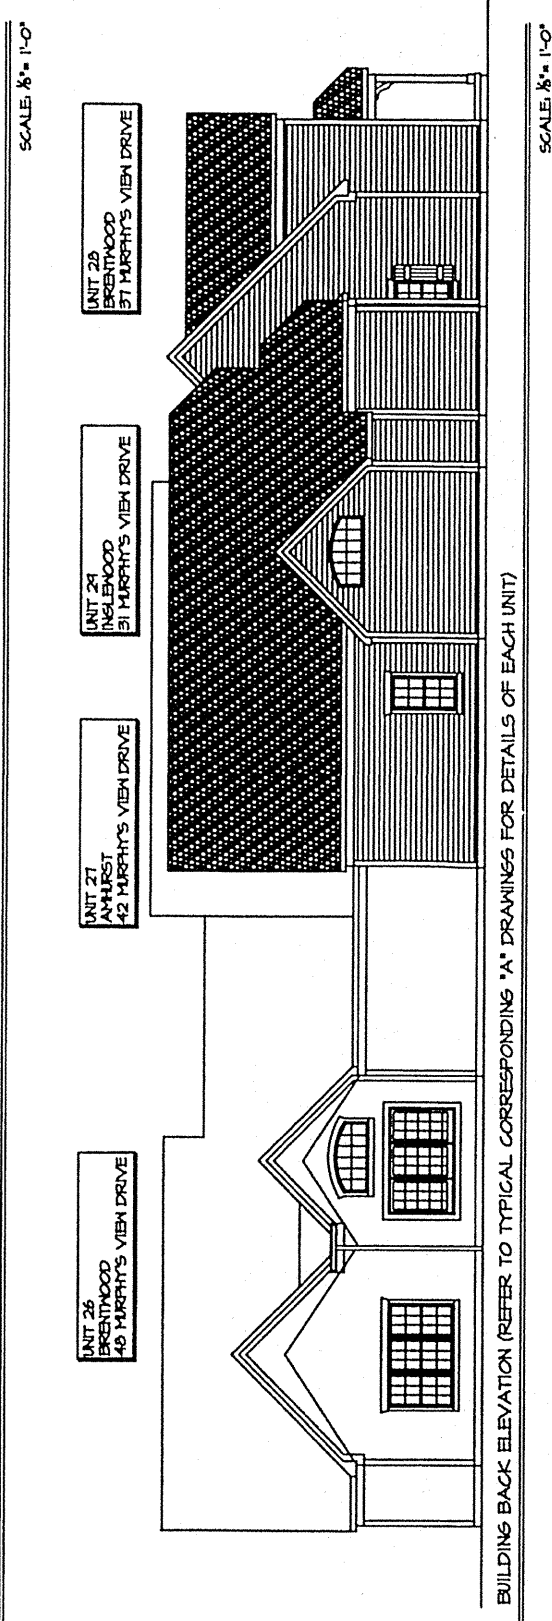 UNIT 26
BRENTWOOD
48 MURPHY'S VIEW DRIVE
UNIT 27
AMHURST
42 MURPHY'S VIEW DRIVE
UNIT 29
INGLEWOOD
31 MURPHY'S VIEW DRIVE
UNIT 28
BRENTWOOD
37 MURPHY'S VIEW DRIVE
SCALE: ⅛" = 1'-0"
BUILDING BACK ELEVATION (REFER TO TYPICAL CORRESPONDING "A" DRAWINGS FOR DETAILS OF EACH UNIT)
SCALE: ⅛" = 1'-0"